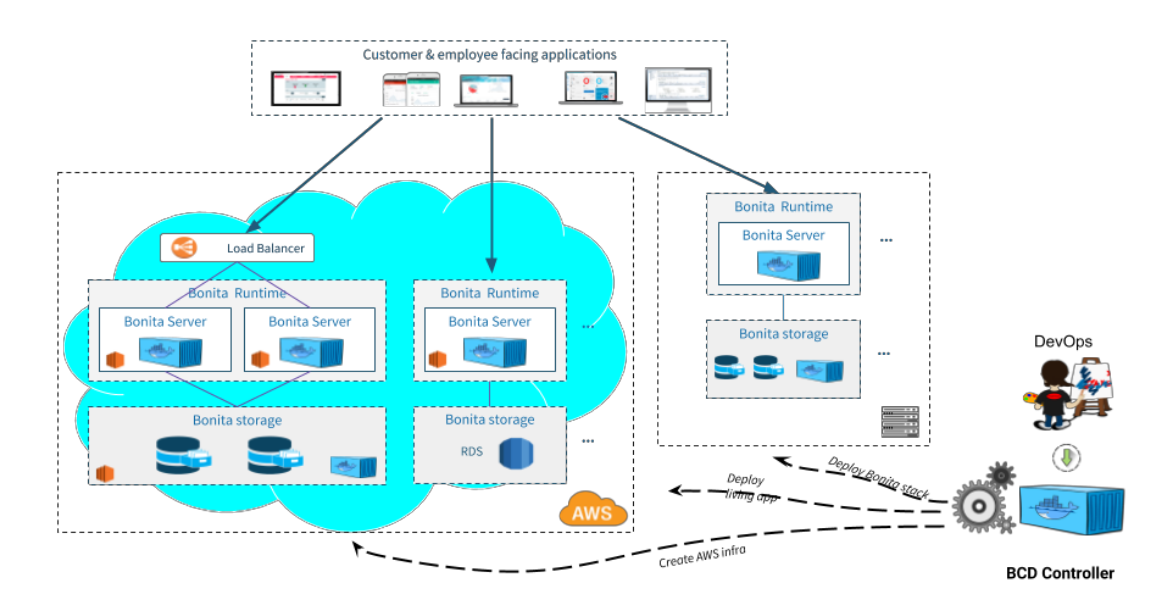 Customer & employee facing applications
Load Balancer
Bonita Runtime
Bonita Server
Bonita Server
Bonita storage
Bonita Runtime
Bonita Server
...
Bonita storage
RDS
...
AWS
Bonita Runtime
Bonita Server
...
Bonita storage
...
DevOps
Deploy Bonita stack
Deploy
living app
Create AWS infra
BCD Controller